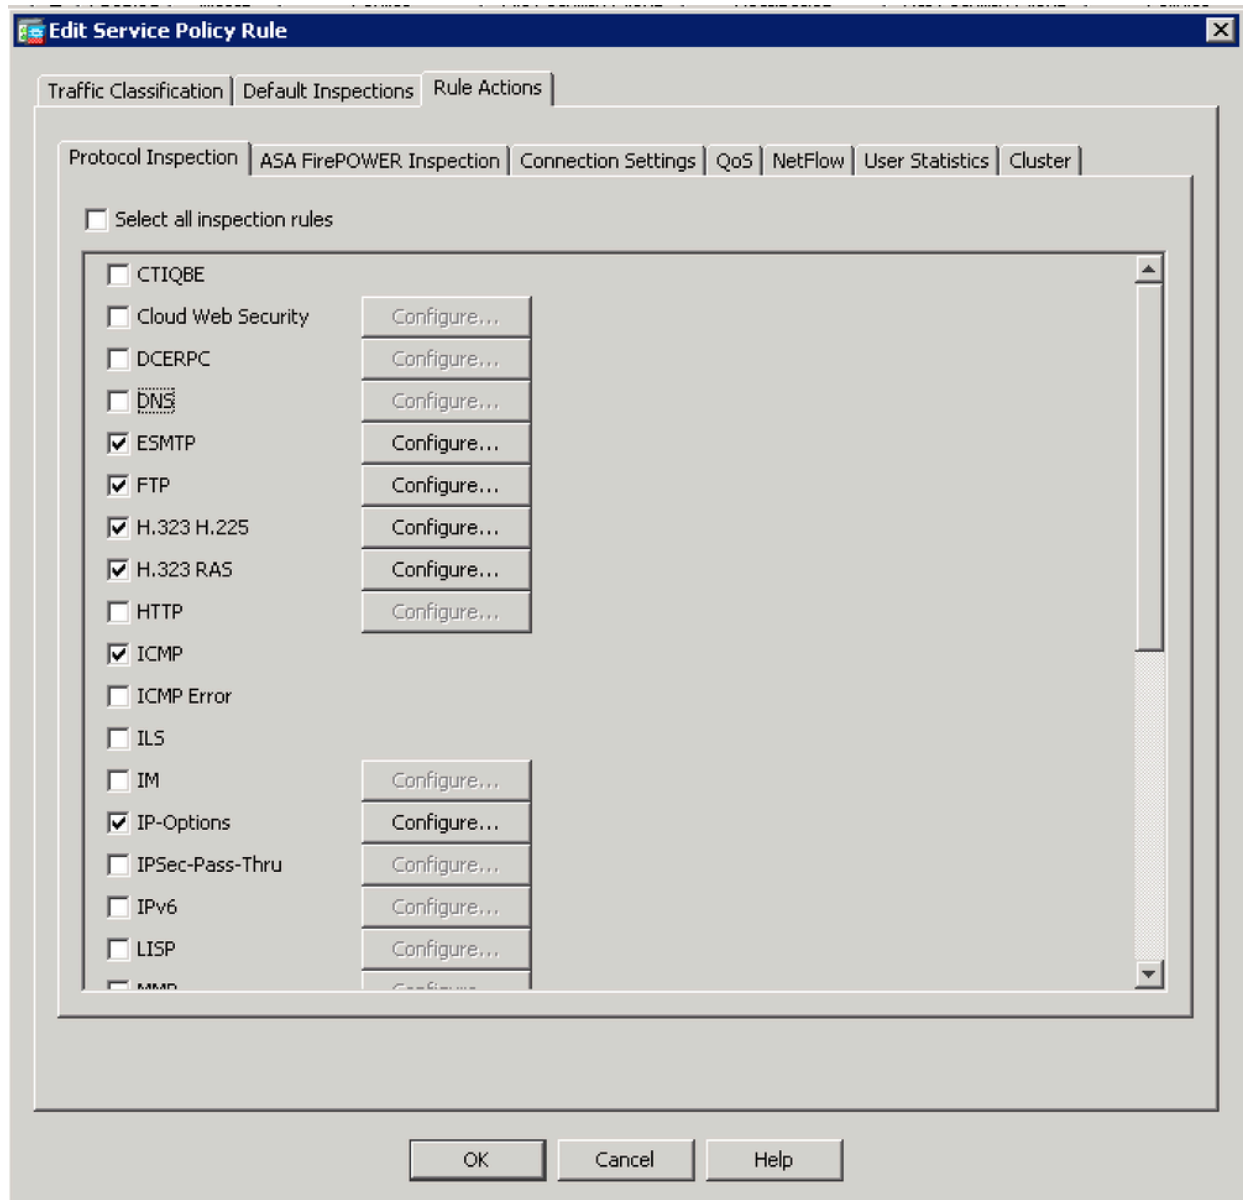 Edit Service Policy Rule
Traffic Classification Default Inspections Rule Actions
Protocol Inspection ASA FirePOWER Inspection Connection Settings QoS NetFlow User Statistics Cluster
Select all inspection rules
CTIQBE
Cloud Web Security Configure...
DCERPC Configure...
DNS Configure...
ESMTP Configure...
FTP Configure...
H.323 H.225 Configure...
H.323 RAS Configure...
HTTP Configure...
ICMP
ICMP Error
ILS
IM Configure...
IP-Options Configure...
IPSec-Pass-Thru Configure...
IPv6 Configure...
LISP Configure...
OK Cancel Help